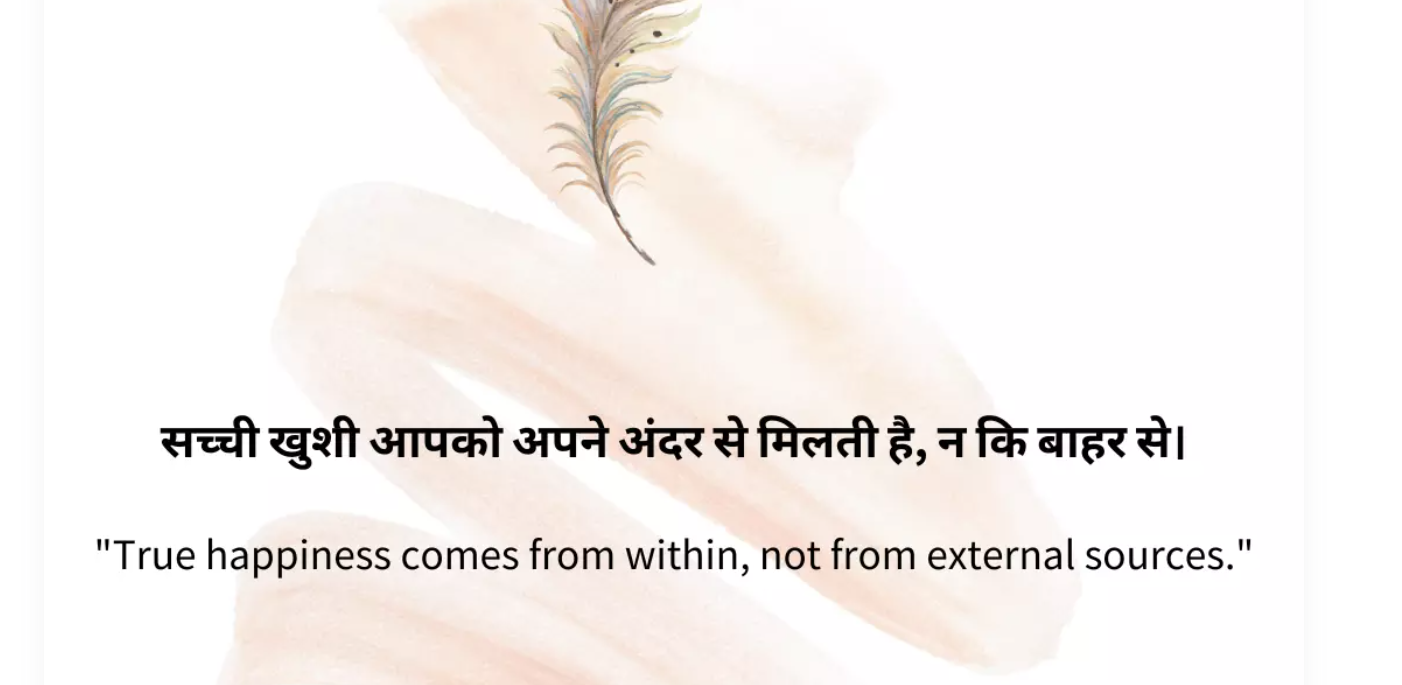 सच्ची खुशी आपको अपने अंदर से मिलती है, न कि बाहर से।
"True happiness comes from within, not from external sources."